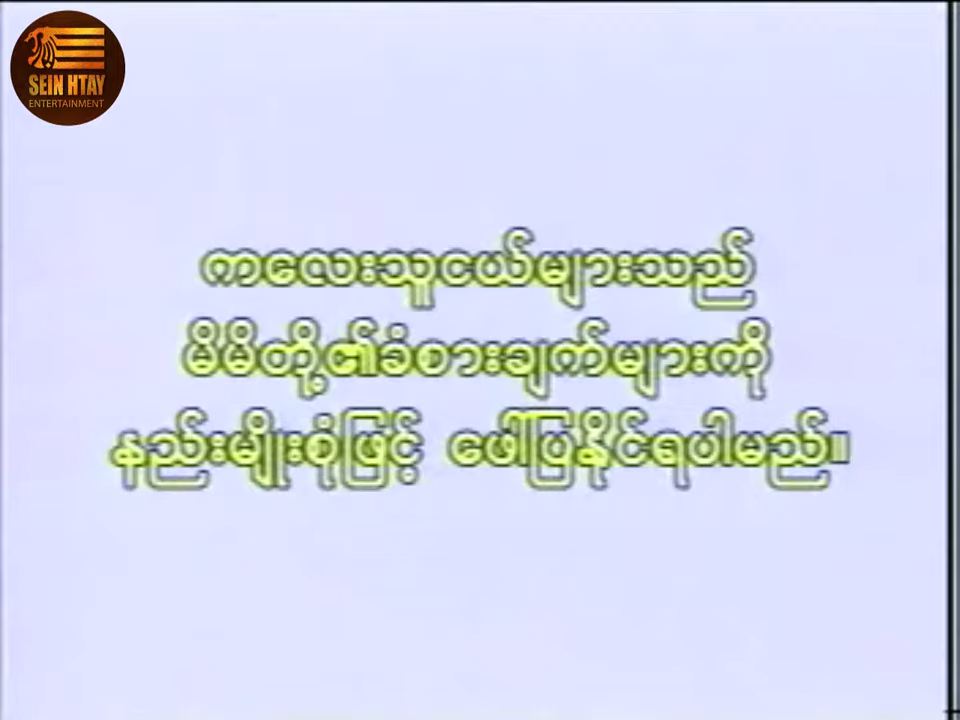 SEIN HTAY
ENTERTAINMENT
ကလေးသူငယ်များသည်
မိမိတို့၏ခံစားချက်များကို
နည်းမျိုးစုံဖြင့် ဖေါ်ပြနိုင်ရပါမည်။